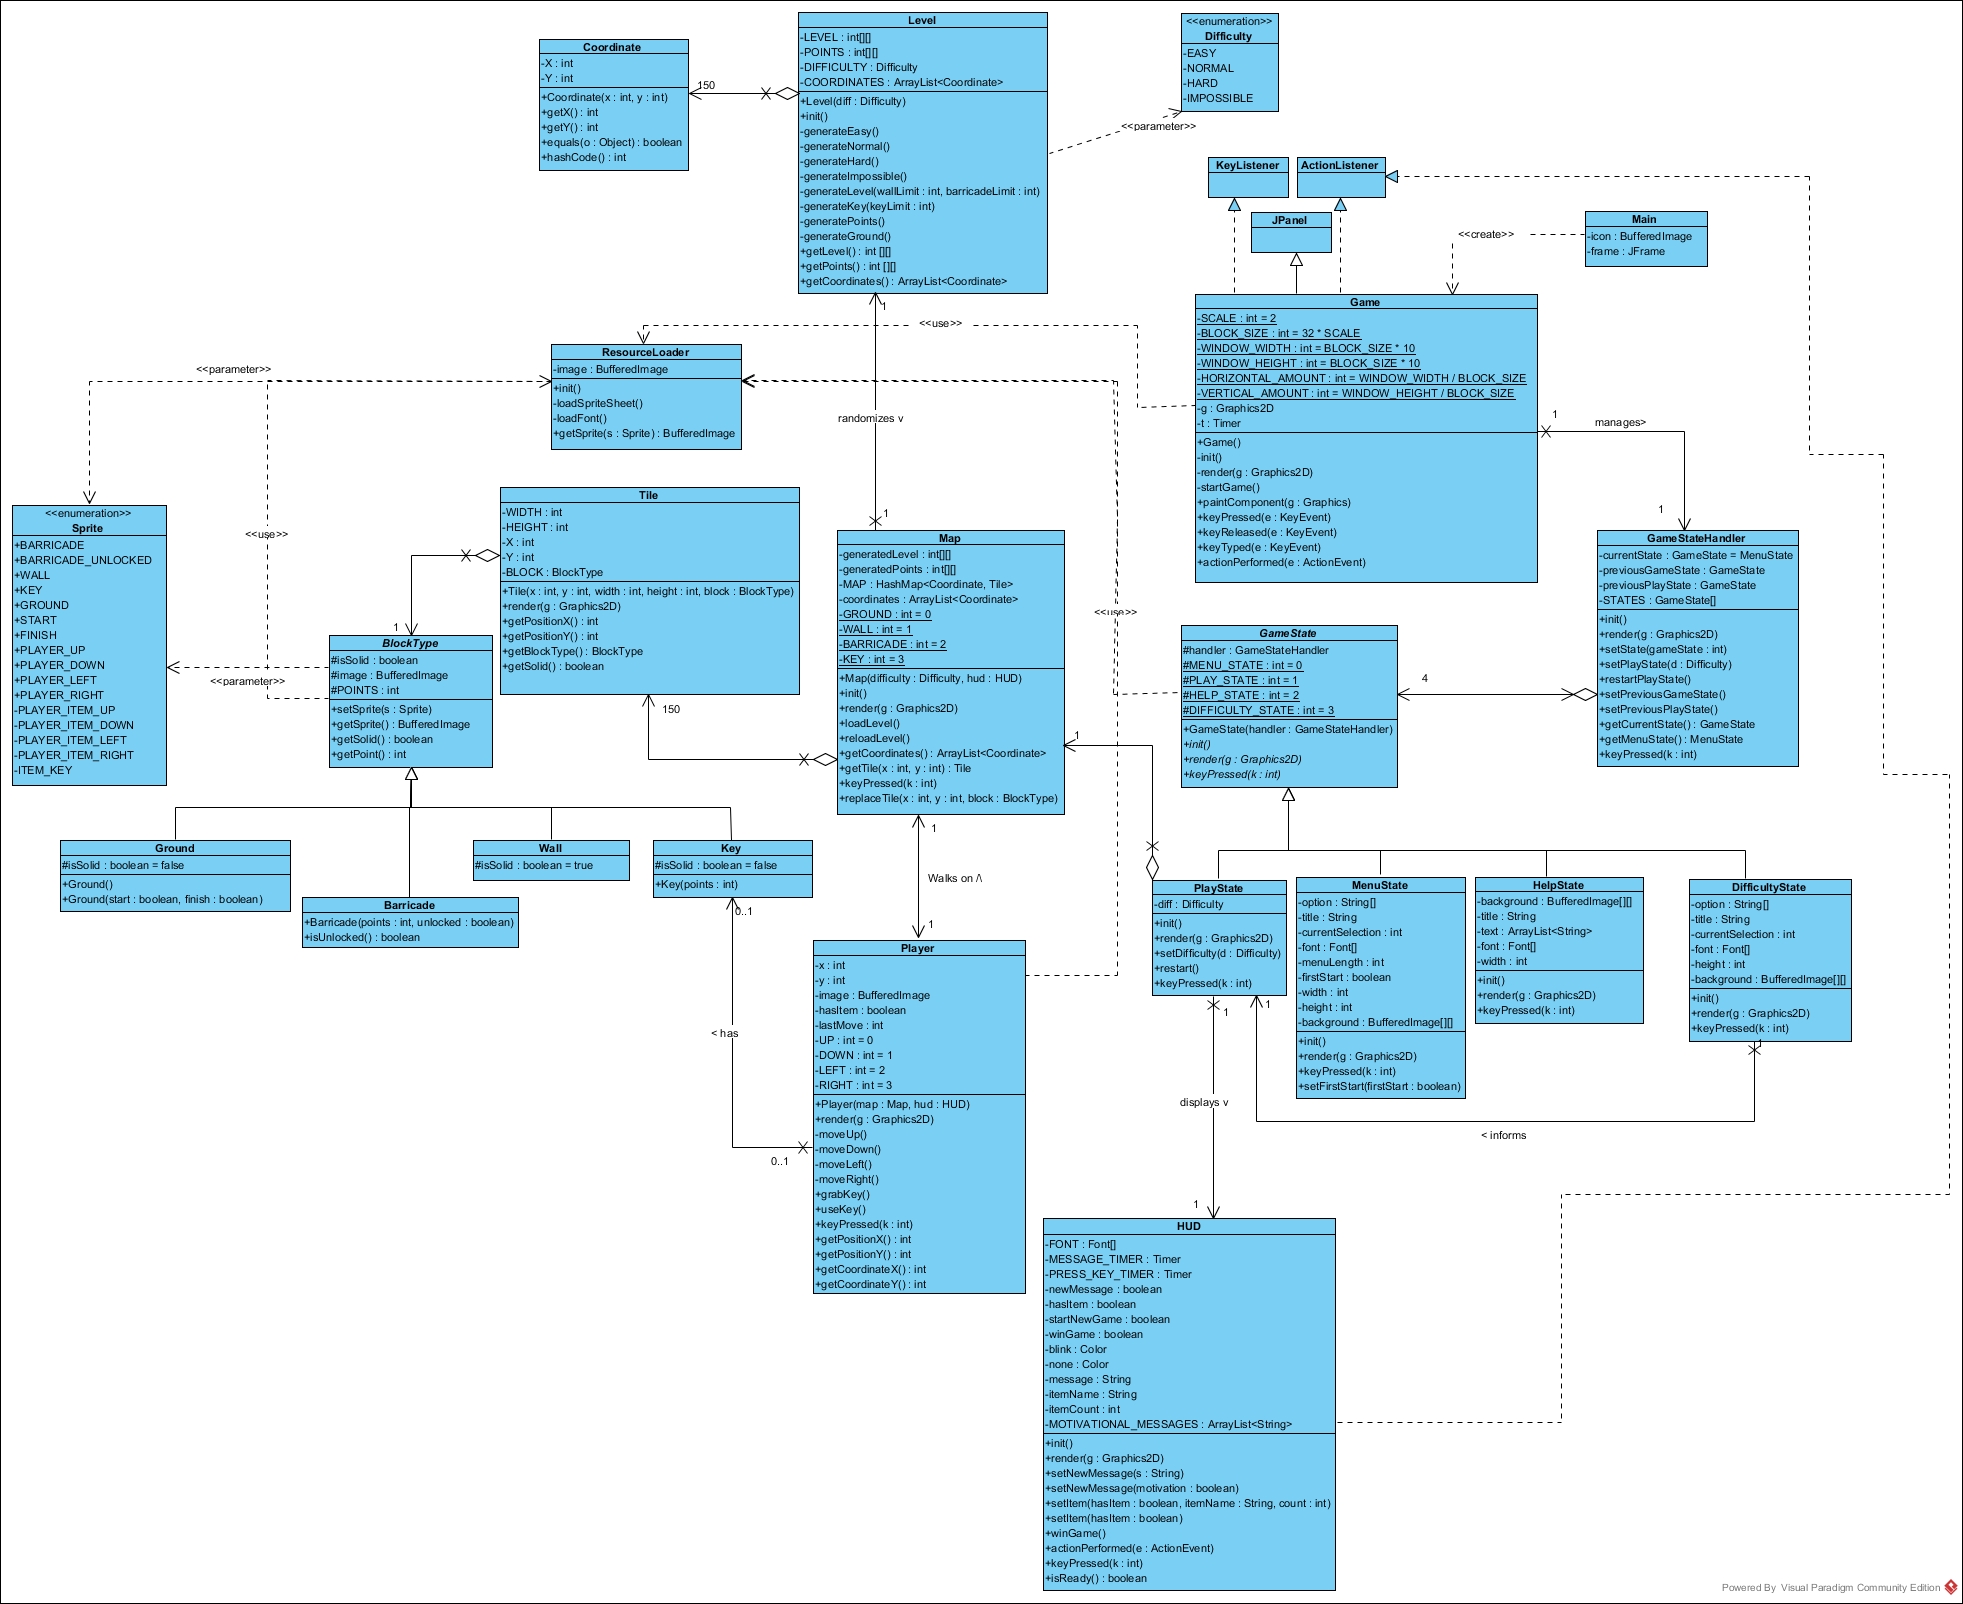 Level
-LEVEL : int[][]
-POINTS : int[][]
-DIFFICULTY : Difficulty
-COORDINATES : ArrayList<Coordinate>
+Level(diff : Difficulty)
+init()
-generateEasy()
-generateNormal()
-generateHard()
-generateImpossible()
-generateLevel(wallLimit : int, barricadeLimit : int)
-generateKey(keyLimit : int)
-generatePoints()
-generateGround()
+getLevel() : int [][]
+getPoints() : int [][]
+getCoordinates() : ArrayList<Coordinate>
Coordinate
-X : int
-Y : int
+Coordinate(x : int, y : int)
+getX() : int
+getY() : int
+equals(o : Object) : boolean
+hashCode() : int
150
<<enumeration>>
Difficulty
-EASY
-NORMAL
-HARD
-IMPOSSIBLE
<<parameter>>
KeyListener
ActionListener
JPanel
Main
-icon : BufferedImage
-frame : JFrame
<<create>>
Game
-SCALE : int = 2
-BLOCK_SIZE : int = 32 * SCALE
-WINDOW_WIDTH : int = BLOCK_SIZE * 10
-WINDOW_HEIGHT : int = BLOCK_SIZE * 10
-HORIZONTAL_AMOUNT : int = WINDOW_WIDTH / BLOCK_SIZE
-VERTICAL_AMOUNT : int = WINDOW_HEIGHT / BLOCK_SIZE
-g : Graphics2D
-t : Timer
+Game()
-init()
-render(g : Graphics2D)
-startGame()
+paintComponent(g : Graphics)
+keyPressed(e : KeyEvent)
+keyReleased(e : KeyEvent)
+keyTyped(e : KeyEvent)
+actionPerformed(e : ActionEvent)
1
manages>
1
<<use>>
1
randomizes v
1
ResourceLoader
-image : BufferedImage
+init()
-loadSpriteSheet()
-loadFont()
+getSprite(s : Sprite) : BufferedImage
<<parameter>>
<<use>>
<<enumeration>>
Sprite
+BARRICADE
+BARRICADE_UNLOCKED
+WALL
+KEY
+GROUND
+START
+FINISH
+PLAYER_UP
+PLAYER_DOWN
+PLAYER_LEFT
+PLAYER_RIGHT
-PLAYER_ITEM_UP
-PLAYER_ITEM_DOWN
-PLAYER_ITEM_LEFT
-PLAYER_ITEM_RIGHT
-ITEM_KEY
<<parameter>>
Tile
-WIDTH : int
-HEIGHT : int
-X : int
-Y : int
-BLOCK : BlockType
+Tile(x : int, y : int, width : int, height : int, block : BlockType)
+render(g : Graphics2D)
+getPositionX() : int
+getPositionY() : int
+getBlockType() : BlockType
+getSolid() : boolean
1
150
BlockType
#isSolid : boolean
#image : BufferedImage
#POINTS : int
+setSprite(s : Sprite)
+getSprite() : BufferedImage
+getSolid() : boolean
+getPoint() : int
Map
-generatedLevel : int[][]
-generatedPoints : int[][]
-MAP : HashMap<Coordinate, Tile>
-coordinates : ArrayList<Coordinate>
-GROUND : int = 0
-WALL : int = 1
-BARRICADE : int = 2
-KEY : int = 3
+Map(difficulty : Difficulty, hud : HUD)
+init()
+render(g : Graphics2D)
+loadLevel()
+reloadLevel()
+getCoordinates() : ArrayList<Coordinate>
+getTile(x : int, y : int) : Tile
+keyPressed(k : int)
+replaceTile(x : int, y : int, block : BlockType)
<<use>>
GameState
#handler : GameStateHandler
#MENU_STATE : int = 0
#PLAY_STATE : int = 1
#HELP_STATE : int = 2
#DIFFICULTY_STATE : int = 3
+GameState(handler : GameStateHandler)
+init()
+render(g : Graphics2D)
+keyPressed(k : int)
4
GameStateHandler
-currentState : GameState = MenuState
-previousGameState : GameState
-previousPlayState : GameState
-STATES : GameState[]
+init()
+render(g : Graphics2D)
+setState(gameState : int)
+setPlayState(d : Difficulty)
+restartPlayState()
+setPreviousGameState()
+setPreviousPlayState()
+getCurrentState() : GameState
+getMenuState() : MenuState
+keyPressed(k : int)
1
Ground
#isSolid : boolean = false
+Ground()
+Ground(start : boolean, finish : boolean)
Barricade
+Barricade(points : int, unlocked : boolean)
+isUnlocked() : boolean
Wall
#isSolid : boolean = true
Key
#isSolid : boolean = false
+Key(points : int)
0..1
< has
0..1
1
Walks on /\
1
Player
-x : int
-y : int
-image : BufferedImage
-hasItem : boolean
-lastMove : int
-UP : int = 0
-DOWN : int = 1
-LEFT : int = 2
-RIGHT : int = 3
+Player(map : Map, hud : HUD)
+render(g : Graphics2D)
-moveUp()
-moveDown()
-moveLeft()
-moveRight()
+grabKey()
+useKey()
+keyPressed(k : int)
+getPositionX() : int
+getPositionY() : int
+getCoordinateX() : int
+getCoordinateY() : int
PlayState
-diff : Difficulty
+init()
+render(g : Graphics2D)
+setDifficulty(d : Difficulty)
+restart()
+keyPressed(k : int)
MenuState
-option : String[]
-title : String
-currentSelection : int
-font : Font[]
-menuLength : int
-firstStart : boolean
-width : int
-height : int
-background : BufferedImage[][]
+init()
+render(g : Graphics2D)
+keyPressed(k : int)
+setFirstStart(firstStart : boolean)
HelpState
-background : BufferedImage[][]
-title : String
-text : ArrayList<String>
-font : Font[]
-width : int
+init()
+render(g : Graphics2D)
+keyPressed(k : int)
DifficultyState
-option : String[]
-title : String
-currentSelection : int
-font : Font[]
-height : int
-background : BufferedImage[][]
+init()
+render(g : Graphics2D)
+keyPressed(k : int)
1
1
1
displays v
< informs
1
HUD
-FONT : Font[]
-MESSAGE_TIMER : Timer
-PRESS_KEY_TIMER : Timer
-newMessage : boolean
-hasItem : boolean
-startNewGame : boolean
-winGame : boolean
-blink : Color
-none : Color
-message : String
-itemName : String
-itemCount : int
-MOTIVATIONAL_MESSAGES : ArrayList<String>
+init()
+render(g : Graphics2D)
+setNewMessage(s : String)
+setNewMessage(motivation : boolean)
+setItem(hasItem : boolean, itemName : String, count : int)
+setItem(hasItem : boolean)
+winGame()
+actionPerformed(e : ActionEvent)
+keyPressed(k : int)
+isReady() : boolean
Powered By Visual Paradigm Community Edition